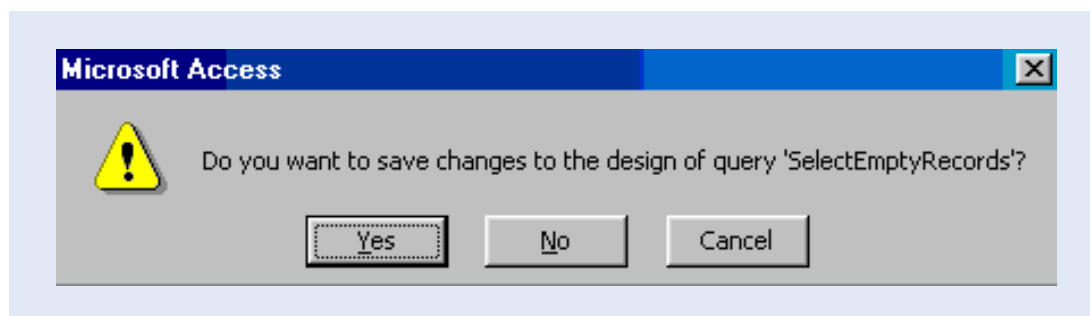 Microsoft Access
Do you want to save changes to the design of query 'SelectEmptyRecords'?
Yes
No
Cancel